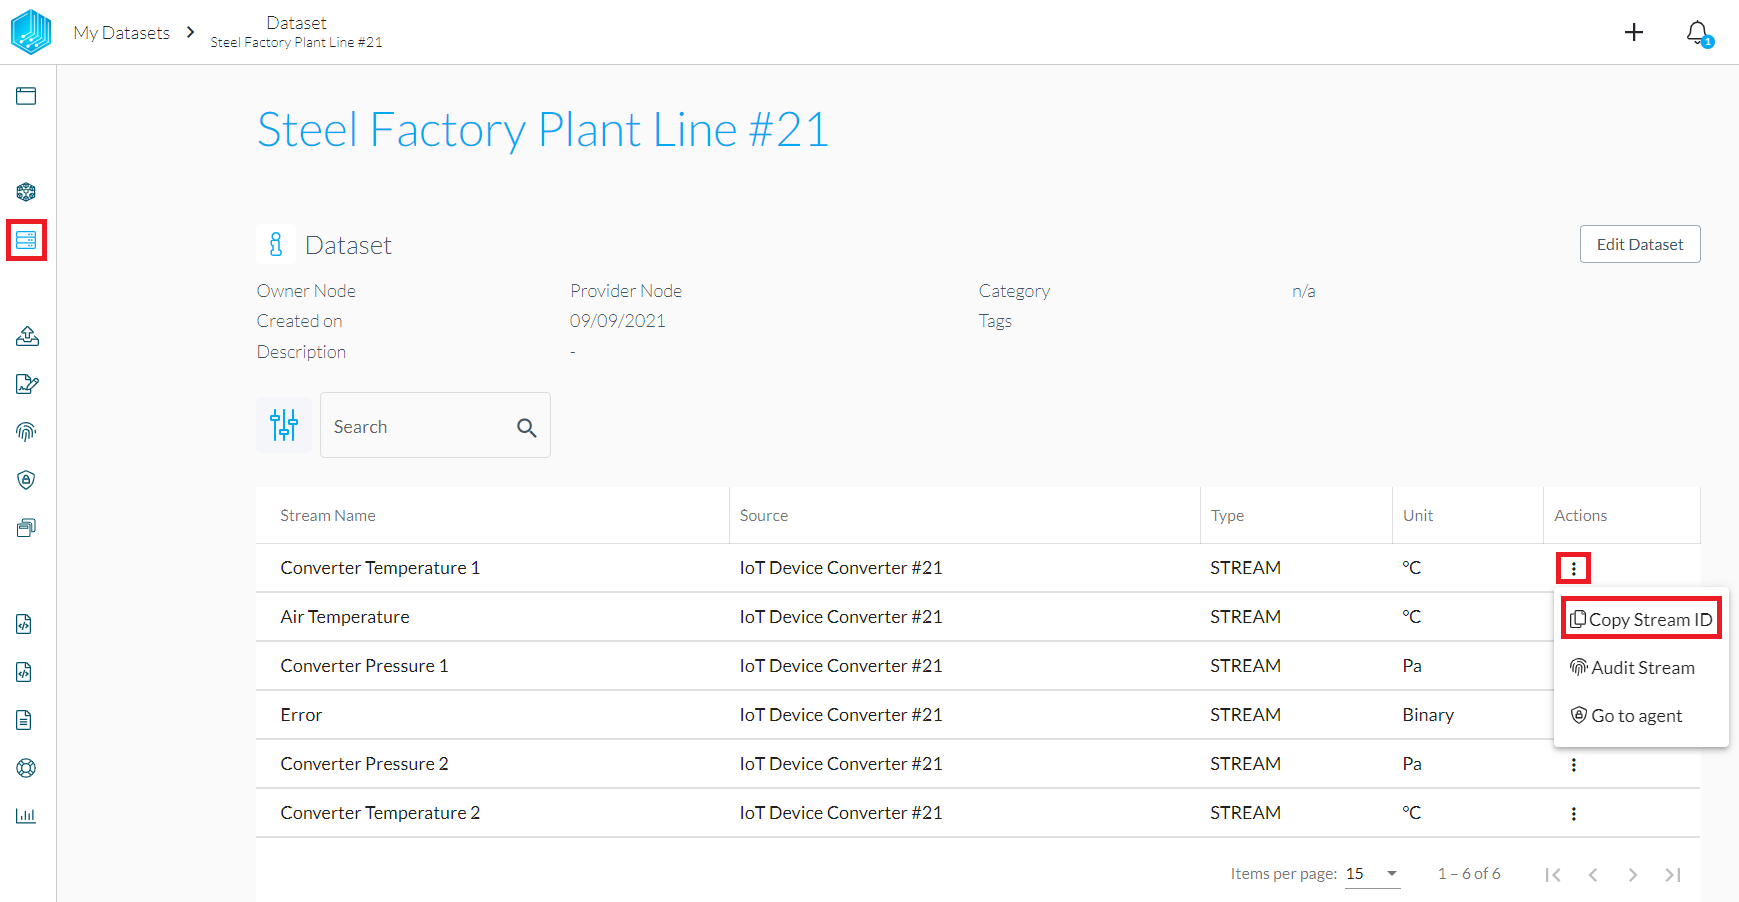 My Datasets
Dataset
Steel Factory Plant Line #21
1
Steel Factory Plant Line #21
Dataset
Edit Dataset
Owner Node Provider Node Category n/a
Created on 09/09/2021 Tags
Description -
Search
Stream Name Source Type Unit Actions
Converter Temperature 1 IoT Device Converter #21 STREAM °C
Air Temperature IoT Device Converter #21 STREAM °C
Copy Stream ID
Converter Pressure 1 IoT Device Converter #21 STREAM Pa
Audit Stream
Error IoT Device Converter #21 STREAM Binary
Go to agent
Converter Pressure 2 IoT Device Converter #21 STREAM Pa
Converter Temperature 2 IoT Device Converter #21 STREAM °C
Items per page: 15 1 – 6 of 6